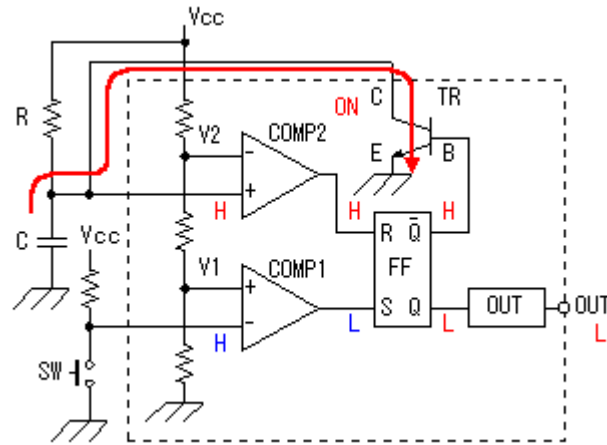 Vcc
C TR
R
ON
V2 COMP2
E B
H H H
R Q̄
C
Vcc
FF
V1 COMP1
S Q OUT OUT
H L L L
SW